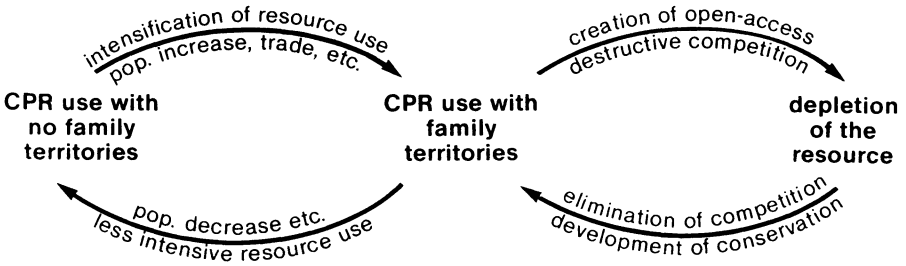 intensification of resource use
pop. increase, trade, etc.
creation of open-access
destructive competition
CPR use with
no family
territories
CPR use with
family
territories
depletion
of the
resource
pop. decrease etc.
less intensive resource use
elimination of competition
development of conservation